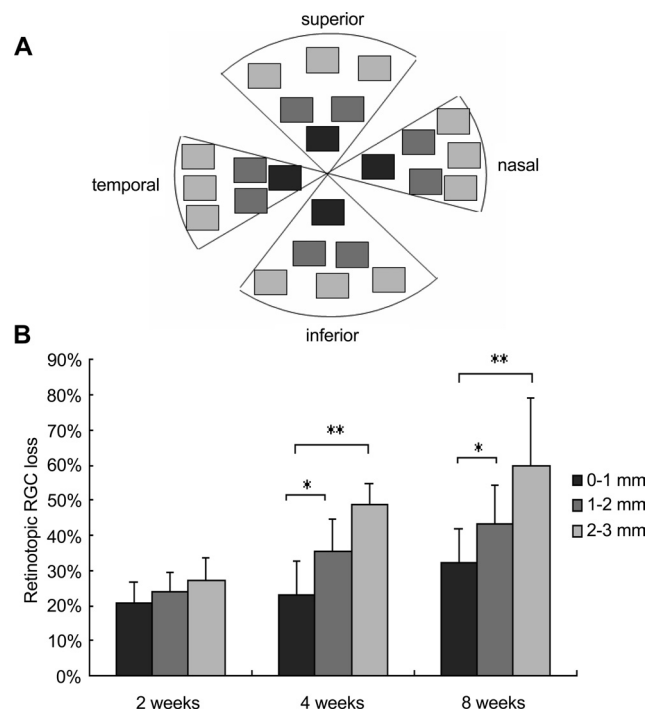 A
superior
temporal
nasal
inferior
B
90%
80%
70%
60%
50%
40%
30%
20%
10%
0%
Retinotopic RGC loss
**
*
**
*
0-1 mm
1-2 mm
2-3 mm
2 weeks
4 weeks
8 weeks